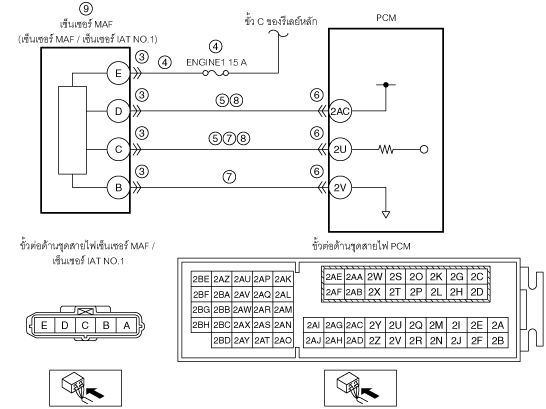 ⑨
เซ็นเซอร์ MAF
(เซ็นเซอร์ MAF / เซ็นเซอร์ IAT NO.1)
ขั้ว C ของรีเลย์หลัก
PCM
③ ④ ④
ENGINE1 15 A
E
③ ⑤⑧ ⑥
D 2AC
③ ⑤⑦⑧ ⑥
C 2U
③ ⑦ ⑥
B 2V
ขั้วต่อด้านชุดสายไฟเซ็นเซอร์ MAF /
เซ็นเซอร์ IAT NO.1
ขั้วต่อด้านชุดสายไฟ PCM
E D C B A
2BE 2AZ 2AU 2AP 2AK 2AE 2AA 2W 2S 2O 2K 2G 2C
2BF 2BA 2AV 2AQ 2AL 2AF 2AB 2X 2T 2P 2L 2H 2D
2BG 2BB 2AW 2AR 2AM
2BH 2BC 2AX 2AS 2AN 2AI 2AG 2AC 2Y 2U 2Q 2M 2I 2E 2A
2BD 2AY 2AT 2AO 2AJ 2AH 2AD 2Z 2V 2R 2N 2J 2F 2B